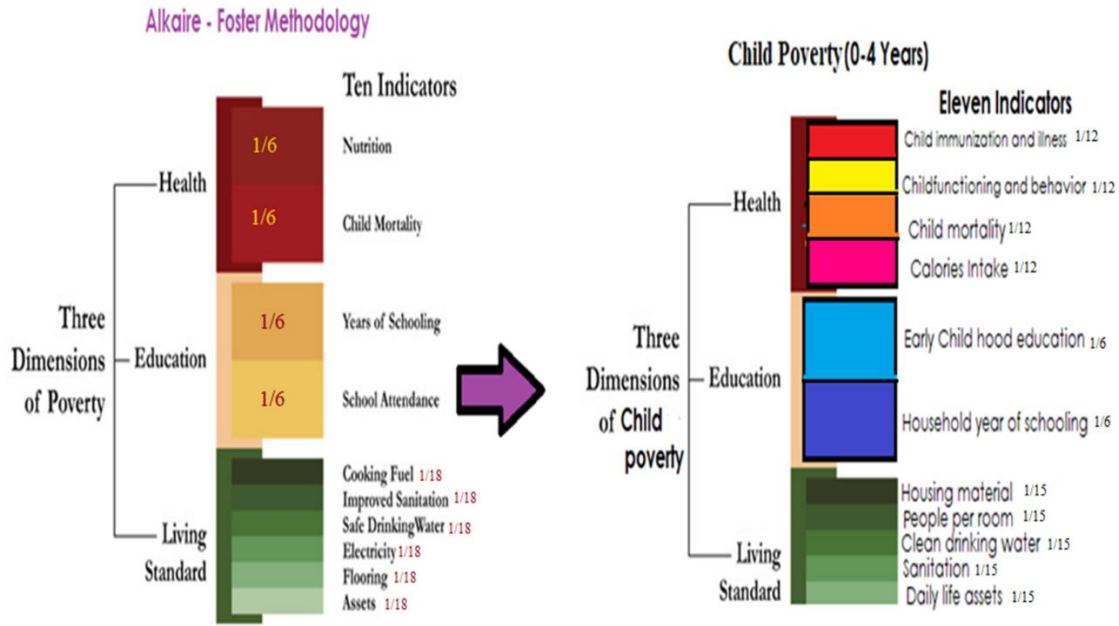 Alkaire - Foster Methodology
Ten Indicators
Three
Dimensions
of Poverty
Health
1/6 Nutrition
1/6 Child Mortality
Education
1/6 Years of Schooling
1/6 School Attendance
Living
Standard
Cooking Fuel 1/18
Improved Sanitation 1/18
Safe DrinkingWater 1/18
Electricity 1/18
Flooring 1/18
Assets 1/18
Child Poverty(0-4 Years)
Eleven Indicators
Three
Dimensions
of Child
poverty
Health
Child immunization and illness 1/12
Childfunctioning and behavior 1/12
Child mortality 1/12
Calories Intake 1/12
Education
Early Child hood education 1/6
Household year of schooling 1/6
Living
Standard
Housing material 1/15
People per room 1/15
Clean drinking water 1/15
Sanitation 1/15
Daily life assets 1/15